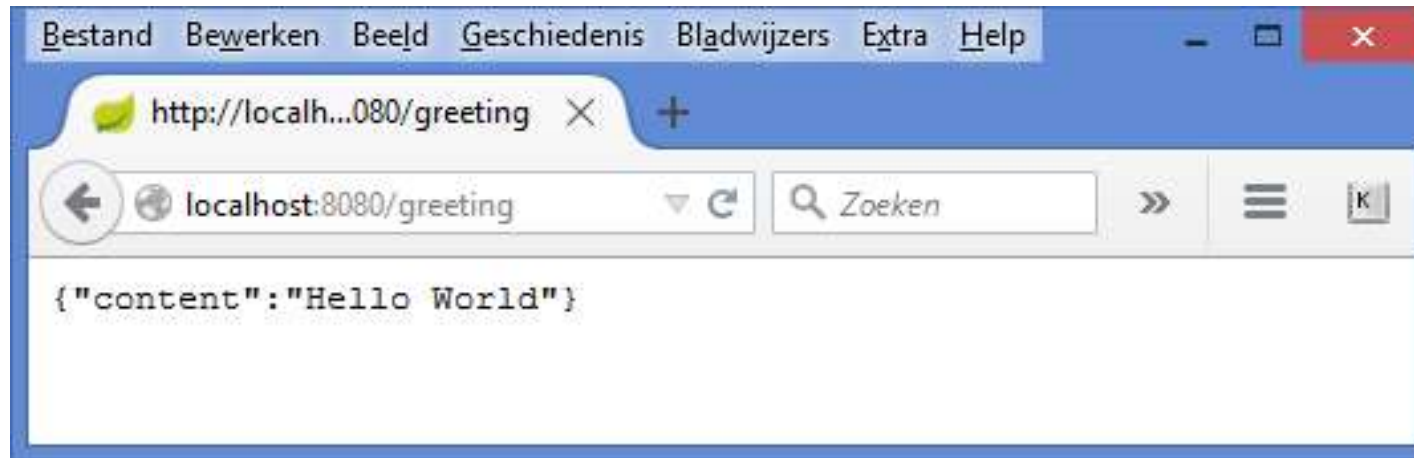 Bestand Bewerken Beeld Geschiedenis Bladwijzers Extra Help
http://localh...080/greeting
localhost:8080/greeting Zoeken K
{"content":"Hello World"}